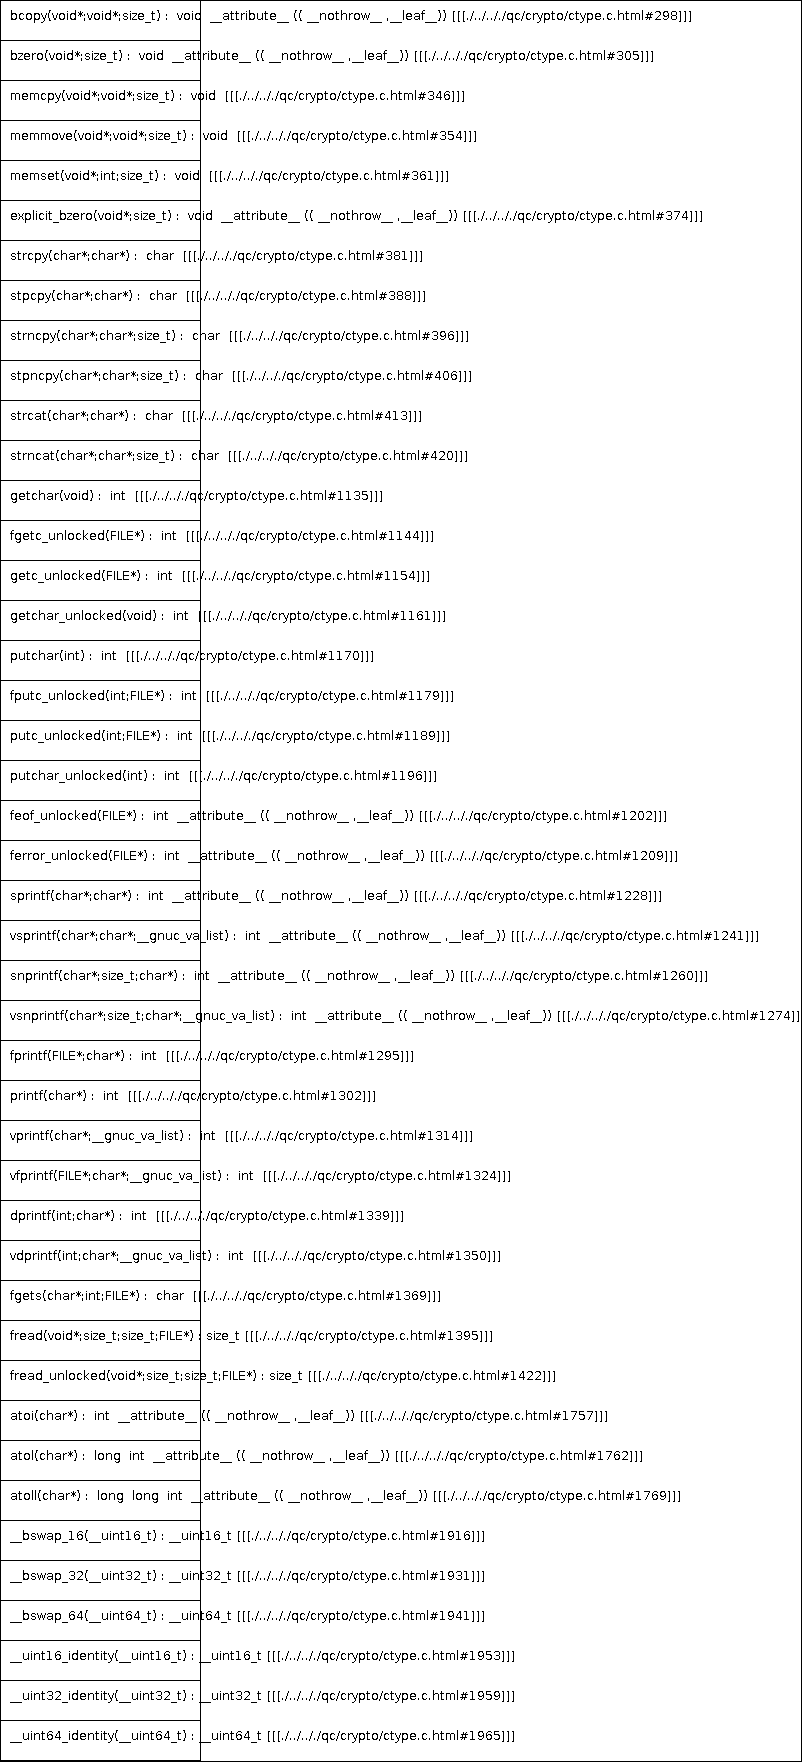 bcopy(void*;void*;size_t) : void __attribute__ (( __nothrow__ ,__leaf__)) [[[./../.././qc/crypto/ctype.c.html#298]]]
bzero(void*;size_t) : void __attribute__ (( __nothrow__ ,__leaf__)) [[[./../.././qc/crypto/ctype.c.html#305]]]
memcpy(void*;void*;size_t) : void [[[./../.././qc/crypto/ctype.c.html#346]]]
memmove(void*;void*;size_t) : void [[[./../.././qc/crypto/ctype.c.html#354]]]
memset(void*;int;size_t) : void [[[./../.././qc/crypto/ctype.c.html#361]]]
explicit_bzero(void*;size_t) : void __attribute__ (( __nothrow__ ,__leaf__)) [[[./../.././qc/crypto/ctype.c.html#374]]]
strcpy(char*;char*) : char [[[./../.././qc/crypto/ctype.c.html#381]]]
stpcpy(char*;char*) : char [[[./../.././qc/crypto/ctype.c.html#388]]]
strncpy(char*;char*;size_t) : char [[[./../.././qc/crypto/ctype.c.html#396]]]
stpncpy(char*;char*;size_t) : char [[[./../.././qc/crypto/ctype.c.html#406]]]
strcat(char*;char*) : char [[[./../.././qc/crypto/ctype.c.html#413]]]
strncat(char*;char*;size_t) : char [[[./../.././qc/crypto/ctype.c.html#420]]]
getchar(void) : int [[[./../.././qc/crypto/ctype.c.html#1135]]]
fgetc_unlocked(FILE*) : int [[[./../.././qc/crypto/ctype.c.html#1144]]]
getc_unlocked(FILE*) : int [[[./../.././qc/crypto/ctype.c.html#1154]]]
getchar_unlocked(void) : int [[[./../.././qc/crypto/ctype.c.html#1161]]]
putchar(int) : int [[[./../.././qc/crypto/ctype.c.html#1170]]]
fputc_unlocked(int;FILE*) : int [[[./../.././qc/crypto/ctype.c.html#1179]]]
putc_unlocked(int;FILE*) : int [[[./../.././qc/crypto/ctype.c.html#1189]]]
putchar_unlocked(int) : int [[[./../.././qc/crypto/ctype.c.html#1196]]]
feof_unlocked(FILE*) : int __attribute__ (( __nothrow__ ,__leaf__)) [[[./../.././qc/crypto/ctype.c.html#1202]]]
ferror_unlocked(FILE*) : int __attribute__ (( __nothrow__ ,__leaf__)) [[[./../.././qc/crypto/ctype.c.html#1209]]]
sprintf(char*;char*) : int __attribute__ (( __nothrow__ ,__leaf__)) [[[./../.././qc/crypto/ctype.c.html#1228]]]
vsprintf(char*;char*;__gnuc_va_list) : int __attribute__ (( __nothrow__ ,__leaf__)) [[[./../.././qc/crypto/ctype.c.html#1241]]]
snprintf(char*;size_t;char*) : int __attribute__ (( __nothrow__ ,__leaf__)) [[[./../.././qc/crypto/ctype.c.html#1260]]]
vsnprintf(char*;size_t;char*;__gnuc_va_list) : int __attribute__ (( __nothrow__ ,__leaf__)) [[[./../.././qc/crypto/ctype.c.html#1274]]]
fprintf(FILE*;char*) : int [[[./../.././qc/crypto/ctype.c.html#1295]]]
printf(char*) : int [[[./../.././qc/crypto/ctype.c.html#1302]]]
vprintf(char*;__gnuc_va_list) : int [[[./../.././qc/crypto/ctype.c.html#1314]]]
vfprintf(FILE*;char*;__gnuc_va_list) : int [[[./../.././qc/crypto/ctype.c.html#1324]]]
dprintf(int;char*) : int [[[./../.././qc/crypto/ctype.c.html#1339]]]
vdprintf(int;char*;__gnuc_va_list) : int [[[./../.././qc/crypto/ctype.c.html#1350]]]
fgets(char*;int;FILE*) : char [[[./../.././qc/crypto/ctype.c.html#1369]]]
fread(void*;size_t;size_t;FILE*) : size_t [[[./../.././qc/crypto/ctype.c.html#1395]]]
fread_unlocked(void*;size_t;size_t;FILE*) : size_t [[[./../.././qc/crypto/ctype.c.html#1422]]]
atoi(char*) : int __attribute__ (( __nothrow__ ,__leaf__)) [[[./../.././qc/crypto/ctype.c.html#1757]]]
atol(char*) : long int __attribute__ (( __nothrow__ ,__leaf__)) [[[./../.././qc/crypto/ctype.c.html#1762]]]
atoll(char*) : long long int __attribute__ (( __nothrow__ ,__leaf__)) [[[./../.././qc/crypto/ctype.c.html#1769]]]
__bswap_16(__uint16_t) : __uint16_t [[[./../.././qc/crypto/ctype.c.html#1916]]]
__bswap_32(__uint32_t) : __uint32_t [[[./../.././qc/crypto/ctype.c.html#1931]]]
__bswap_64(__uint64_t) : __uint64_t [[[./../.././qc/crypto/ctype.c.html#1941]]]
__uint16_identity(__uint16_t) : __uint16_t [[[./../.././qc/crypto/ctype.c.html#1953]]]
__uint32_identity(__uint32_t) : __uint32_t [[[./../.././qc/crypto/ctype.c.html#1959]]]
__uint64_identity(__uint64_t) : __uint64_t [[[./../.././qc/crypto/ctype.c.html#1965]]]